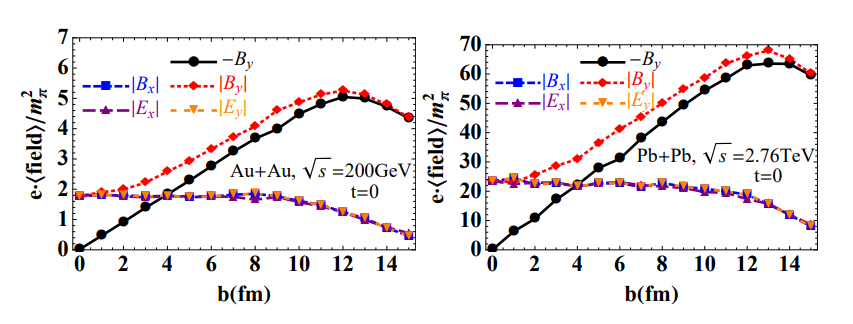 7
6
5
4
3
2
1
0
e·⟨field⟩/m_π^2
−B_y
|B_x| |B_y|
|E_x| |E_y|
Au+Au, √s =200GeV
t=0
0 2 4 6 8 10 12 14
b(fm)
70
60
50
40
30
20
10
0
e·⟨field⟩/m_π^2
−B_y
|B_x| |B_y|
|E_x| |E_y|
Pb+Pb, √s =2.76TeV
t=0
0 2 4 6 8 10 12 14
b(fm)